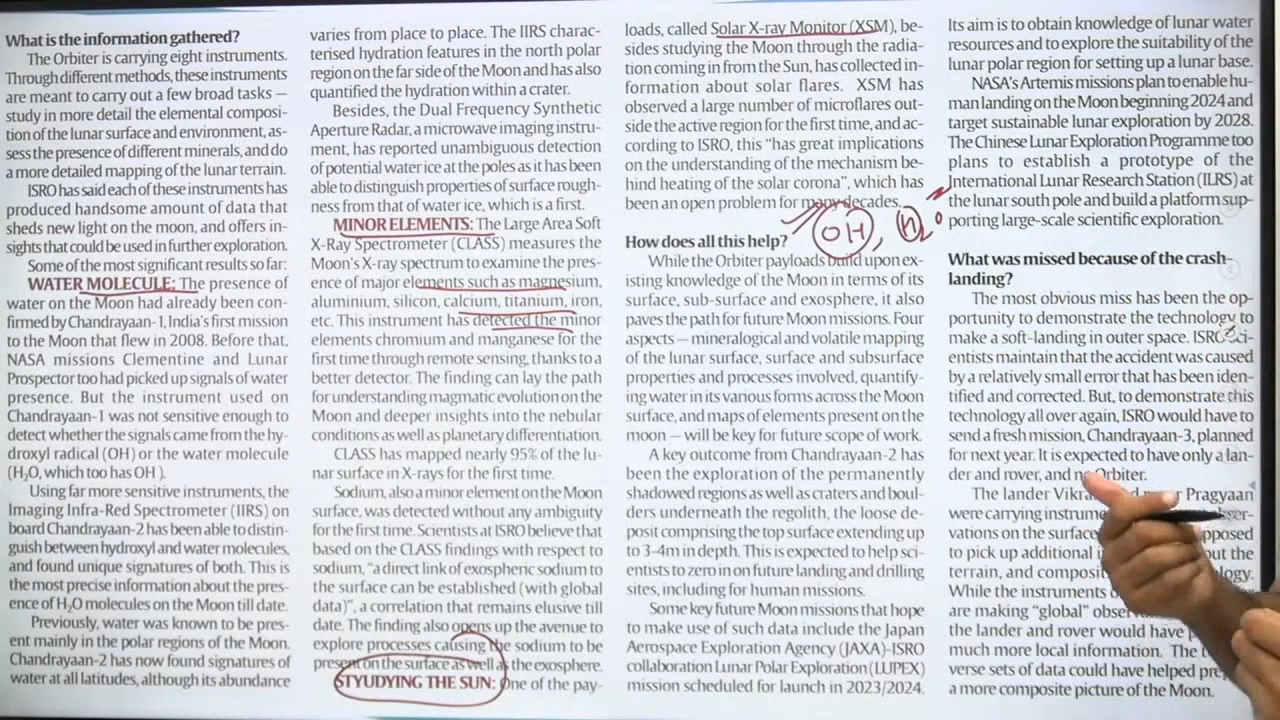 What is the information gathered?
The Orbiter is carrying eight instruments.
Through different methods, these instruments
are meant to carry out a few broad tasks —
study in more detail the elemental composi-
tion of the lunar surface and environment, as-
sess the presence of different minerals, and do
a more detailed mapping of the lunar terrain.
ISRO has said each of these instruments has
produced handsome amount of data that
sheds new light on the moon, and offers in-
sights that could be used in further exploration.
Some of the most significant results so far:
WATER MOLECULE: The presence of
water on the Moon had already been con-
firmed by Chandrayaan-1, India's first mission
to the Moon that flew in 2008. Before that,
NASA missions Clementine and Lunar
Prospector too had picked up signals of water
presence. But the instrument used on
Chandrayaan-1 was not sensitive enough to
detect whether the signals came from the hy-
droxyl radical (OH) or the water molecule
(H₂O, which too has OH ).
Using far more sensitive instruments, the
Imaging Infra-Red Spectrometer (IIRS) on
board Chandrayaan-2 has been able to distin-
guish between hydroxyl and water molecules,
and found unique signatures of both. This is
the most precise information about the pres-
ence of H₂O molecules on the Moon till date.
Previously, water was known to be pres-
ent mainly in the polar regions of the Moon.
Chandrayaan-2 has now found signatures of
water at all latitudes, although its abundance
varies from place to place. The IIRS charac-
terised hydration features in the north polar
region on the far side of the Moon and has also
quantified the hydration within a crater.
Besides, the Dual Frequency Synthetic
Aperture Radar, a microwave imaging instru-
ment, has reported unambiguous detection
of potential water ice at the poles as it has been
able to distinguish properties of surface rough-
ness from that of water ice, which is a first.
MINOR ELEMENTS: The Large Area Soft
X-Ray Spectrometer (CLASS) measures the
Moon's X-ray spectrum to examine the pres-
ence of major elements such as magnesium,
aluminium, silicon, calcium, titanium, iron,
etc. This instrument has detected the minor
elements chromium and manganese for the
first time through remote sensing, thanks to a
better detector. The finding can lay the path
for understanding magmatic evolution on the
Moon and deeper insights into the nebular
conditions as well as planetary differentiation.
CLASS has mapped nearly 95% of the lu-
nar surface in X-rays for the first time.
Sodium, also a minor element on the Moon
surface, was detected without any ambiguity
for the first time. Scientists at ISRO believe that
based on the CLASS findings with respect to
sodium, "a direct link of exospheric sodium to
the surface can be established (with global
data)", a correlation that remains elusive till
date. The finding also opens up the avenue to
explore processes causing the sodium to be
present on the surface as well as the exosphere.
STYUDYING THE SUN: One of the pay-
loads, called Solar X-ray Monitor (XSM), be-
sides studying the Moon through the radia-
tion coming in from the Sun, has collected in-
formation about solar flares. XSM has
observed a large number of microflares out-
side the active region for the first time, and ac-
cording to ISRO, this "has great implications
on the understanding of the mechanism be-
hind heating of the solar corona", which has
been an open problem for many decades.
OH, H₂O
How does all this help?
While the Orbiter payloads build upon ex-
isting knowledge of the Moon in terms of its
surface, sub-surface and exosphere, it also
paves the path for future Moon missions. Four
aspects — mineralogical and volatile mapping
of the lunar surface, surface and subsurface
properties and processes involved, quantify-
ing water in its various forms across the Moon
surface, and maps of elements present on the
moon — will be key for future scope of work.
A key outcome from Chandrayaan-2 has
been the exploration of the permanently
shadowed regions as well as craters and boul-
ders underneath the regolith, the loose de-
posit comprising the top surface extending up
to 3-4m in depth. This is expected to help sci-
entists to zero in on future landing and drilling
sites, including for human missions.
Some key future Moon missions that hope
to make use of such data include the Japan
Aerospace Exploration Agency (JAXA)-ISRO
collaboration Lunar Polar Exploration (LUPEX)
mission scheduled for launch in 2023/2024.
Its aim is to obtain knowledge of lunar water
resources and to explore the suitability of the
lunar polar region for setting up a lunar base.
NASA's Artemis missions plan to enable hu-
man landing on the Moon beginning 2024 and
target sustainable lunar exploration by 2028.
The Chinese Lunar Exploration Programme too
plans to establish a prototype of the
International Lunar Research Station (ILRS) at
the lunar south pole and build a platform sup-
porting large-scale scientific exploration.
What was missed because of the crash-
landing?
The most obvious miss has been the op-
portunity to demonstrate the technology to
make a soft-landing in outer space. ISRO sci-
entists maintain that the accident was caused
by a relatively small error that has been iden-
tified and corrected. But, to demonstrate this
technology all over again, ISRO would have to
send a fresh mission, Chandrayaan-3, planned
for next year. It is expected to have only a lan-
der and rover, and no Orbiter.
The lander Pragyaan
were carrying
vations on the surface
to pick up additional out the
terrain, and
While the instruments
are making "global"
the lander and rover would have
much more local information. The
verse sets of data could have helped
a more composite picture of the Moon.